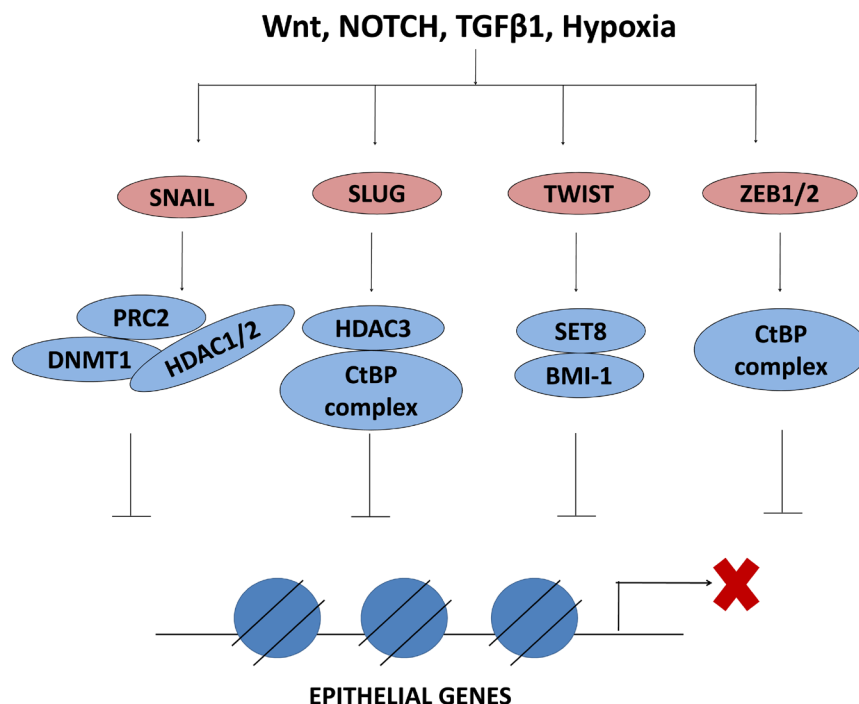 Wnt, NOTCH, TGFβ1, Hypoxia
SNAIL
SLUG
TWIST
ZEB1/2
PRC2
DNMT1
HDAC1/2
HDAC3
CtBP
complex
SET8
BMI-1
CtBP
complex
EPITHELIAL GENES